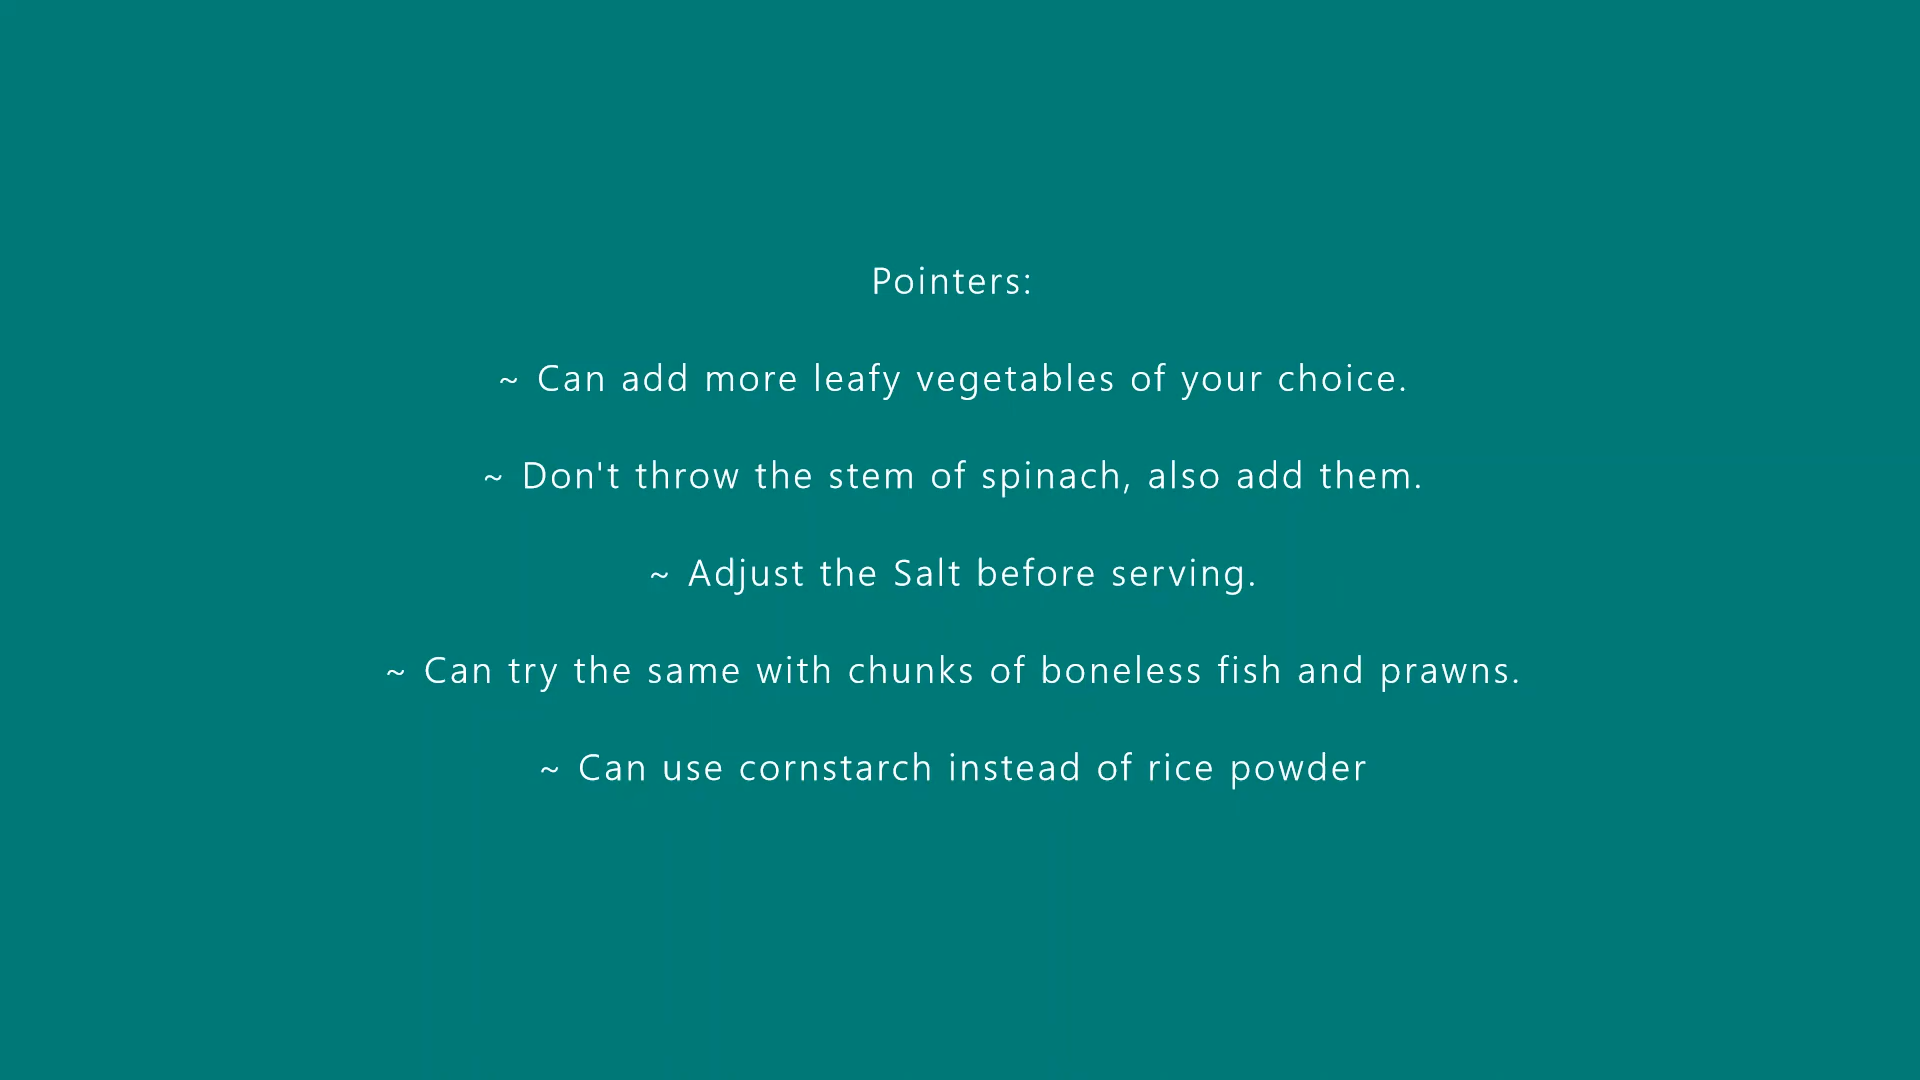 Pointers:
~ Can add more leafy vegetables of your choice.
~ Don't throw the stem of spinach, also add them.
~ Adjust the Salt before serving.
~ Can try the same with chunks of boneless fish and prawns.
~ Can use cornstarch instead of rice powder